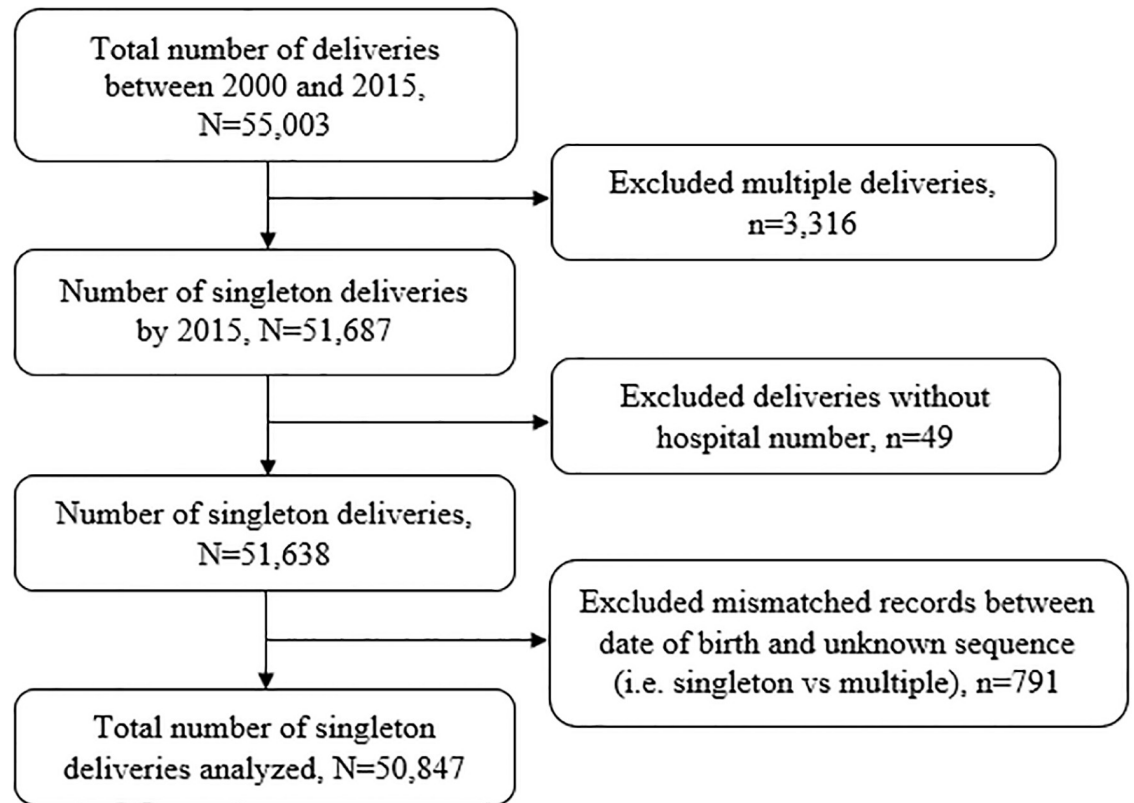 Total number of deliveries
between 2000 and 2015,
N=55,003
Excluded multiple deliveries,
n=3,316
Number of singleton deliveries
by 2015, N=51,687
Excluded deliveries without
hospital number, n=49
Number of singleton deliveries,
N=51,638
Excluded mismatched records between
date of birth and unknown sequence
(i.e. singleton vs multiple), n=791
Total number of singleton
deliveries analyzed, N=50,847